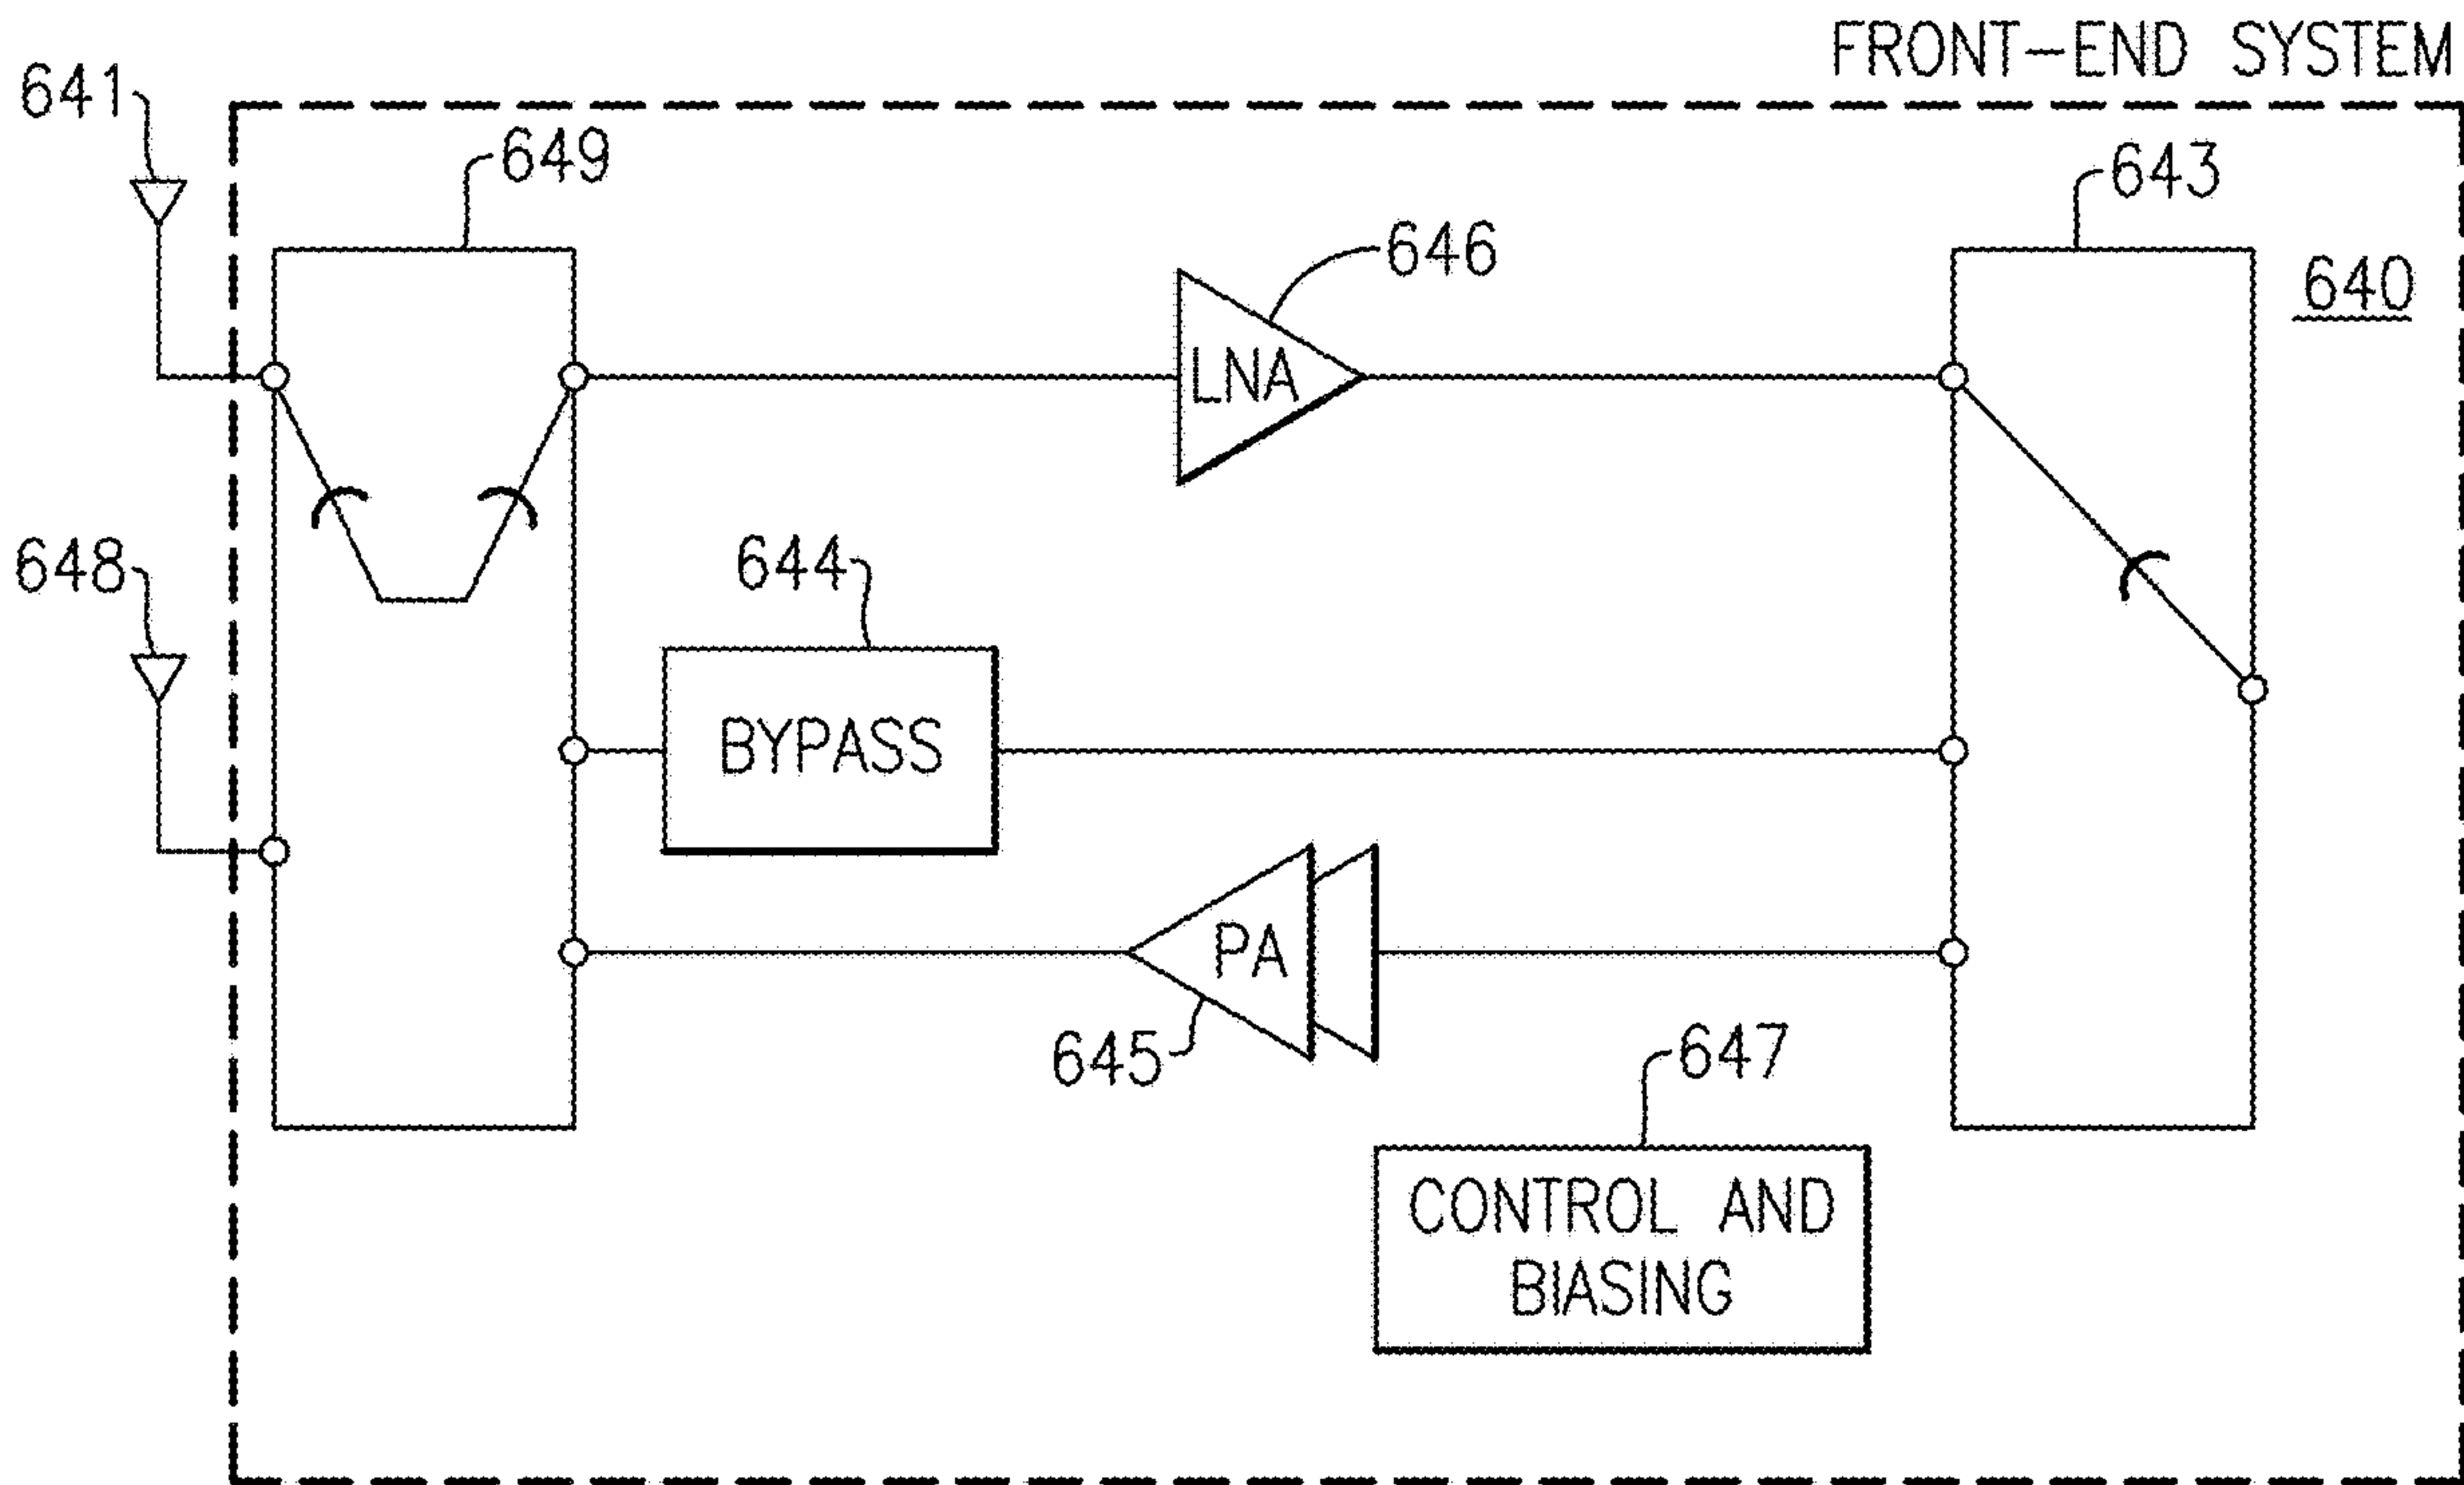 FRONT-END SYSTEM
641
649
643
646
640
LNA
648
644
BYPASS
PA
645
647
CONTROL AND
BIASING